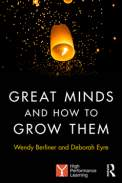 GREAT MINDS
AND HOW TO
GROW THEM
Wendy Berliner and Deborah Eyre
High
Performance
Learning
R